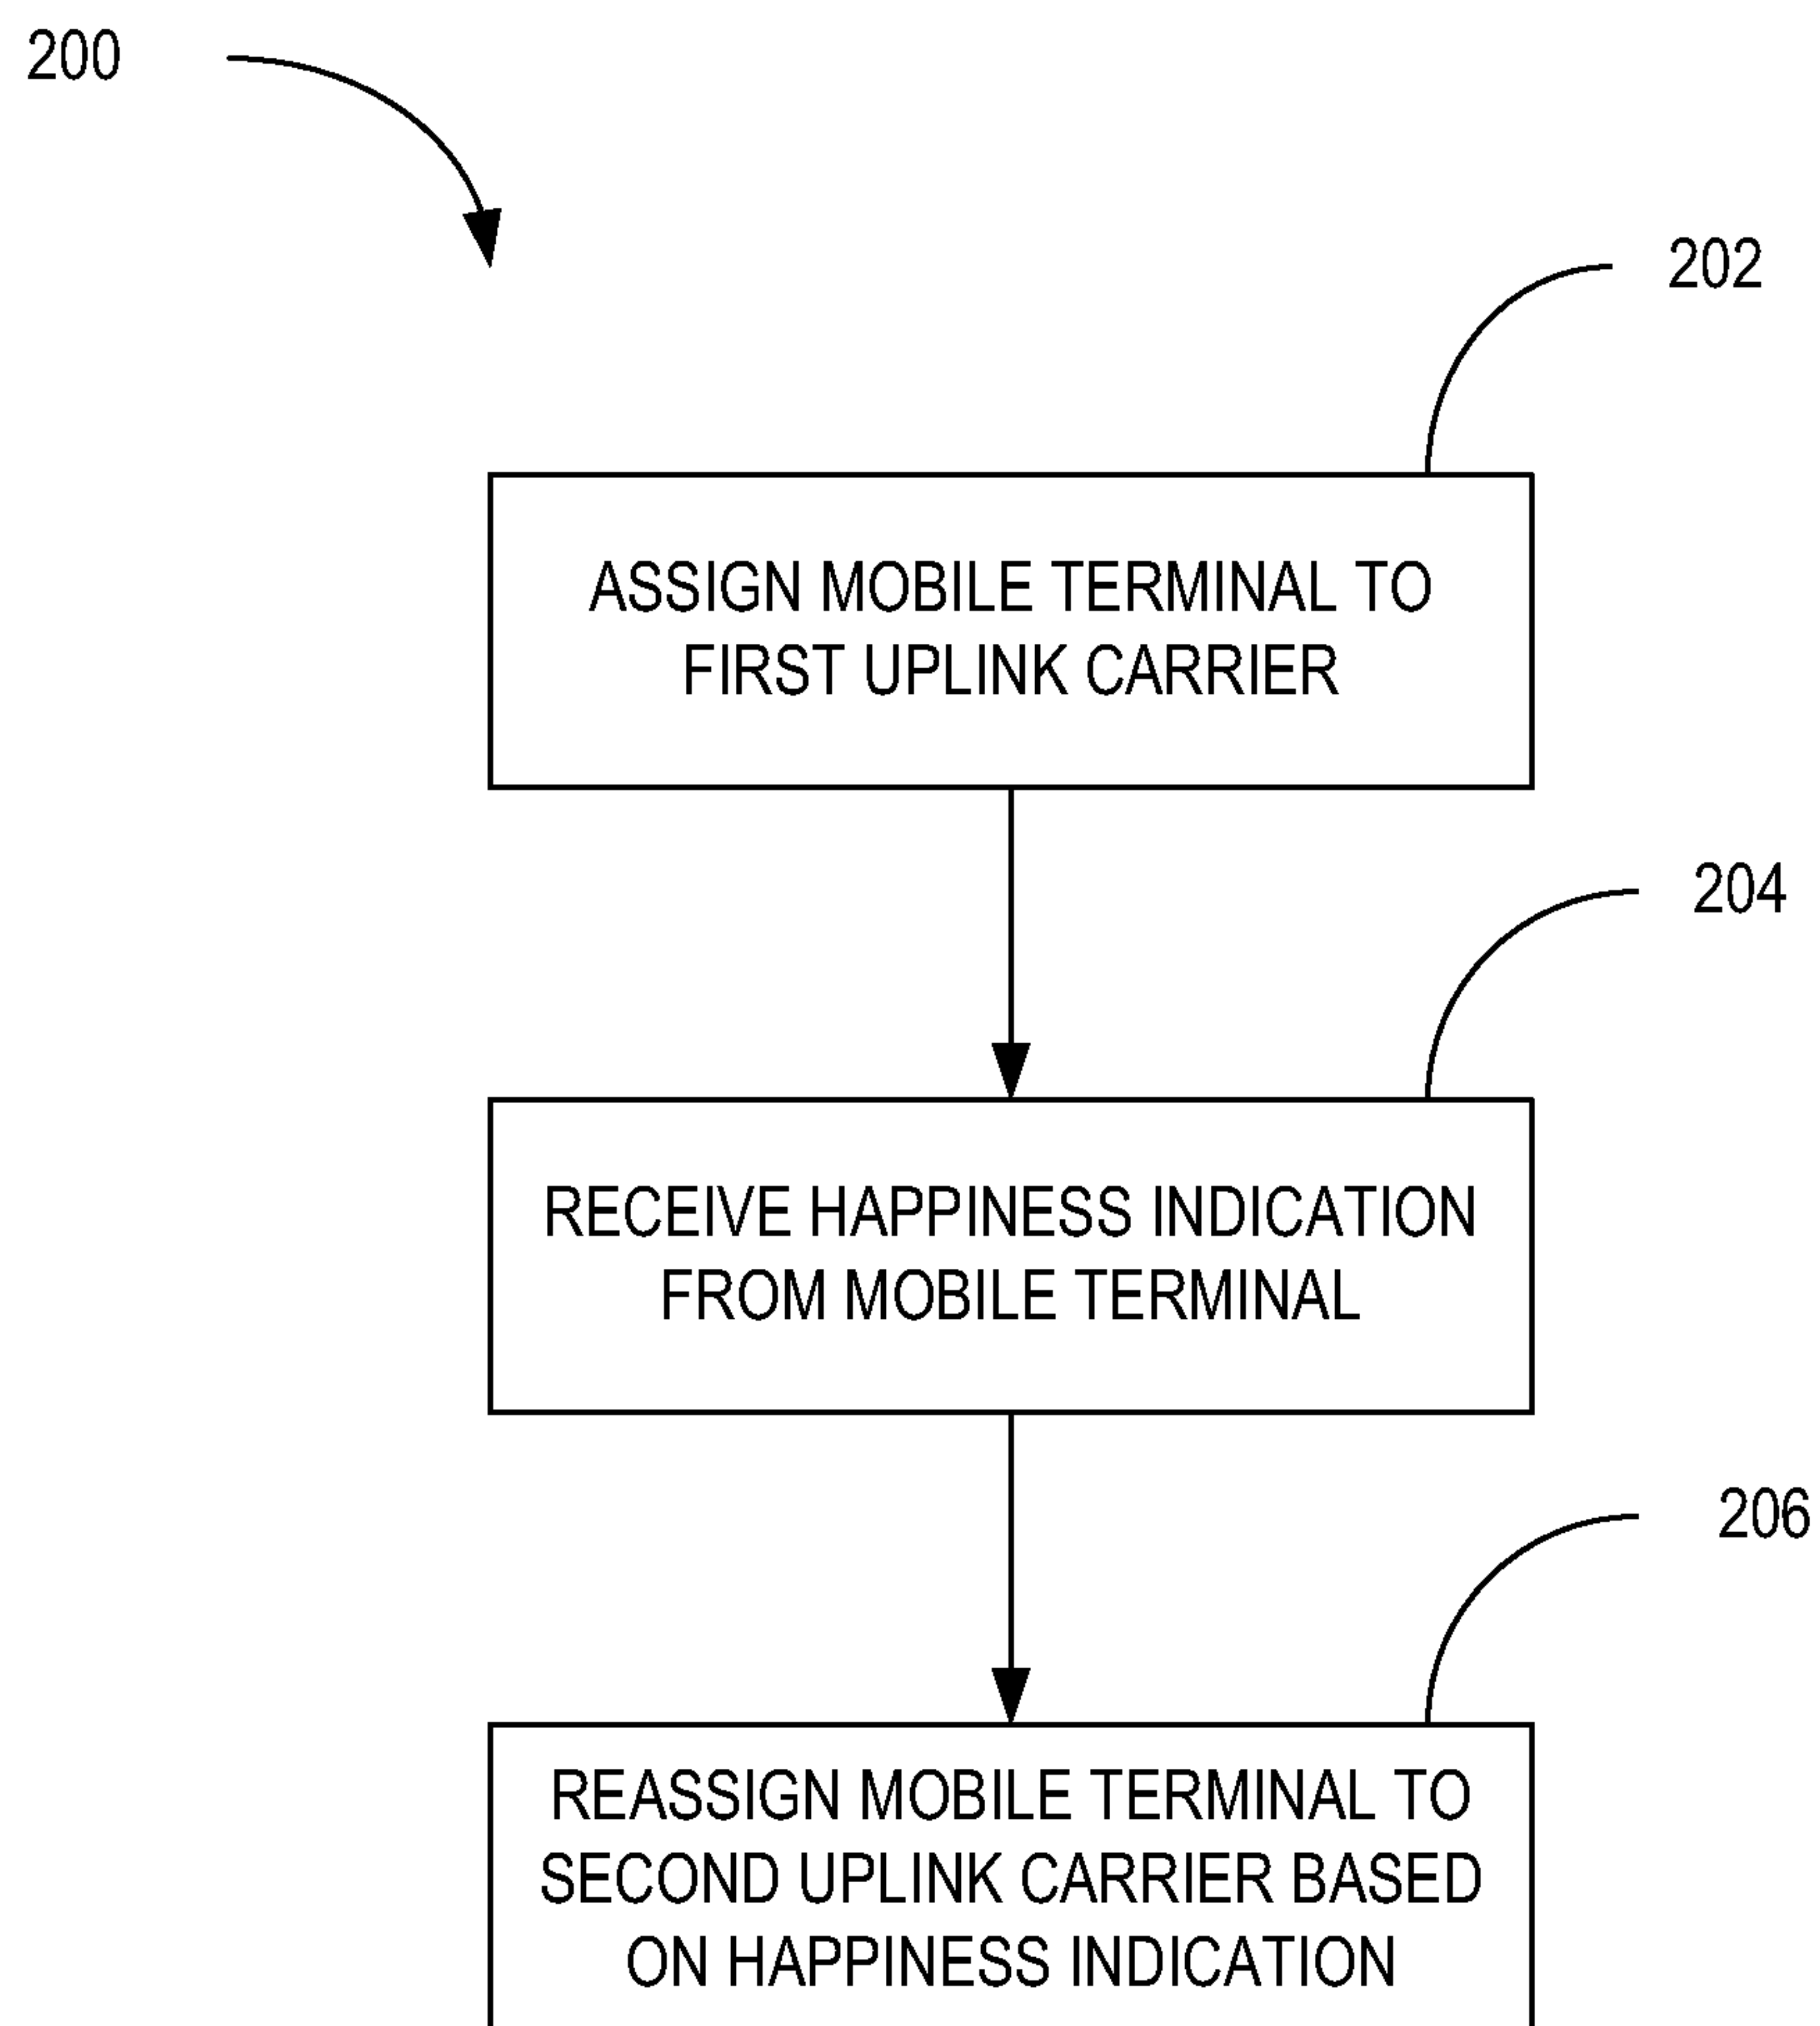 200
202
ASSIGN MOBILE TERMINAL TO
FIRST UPLINK CARRIER
204
RECEIVE HAPPINESS INDICATION
FROM MOBILE TERMINAL
206
REASSIGN MOBILE TERMINAL TO
SECOND UPLINK CARRIER BASED
ON HAPPINESS INDICATION